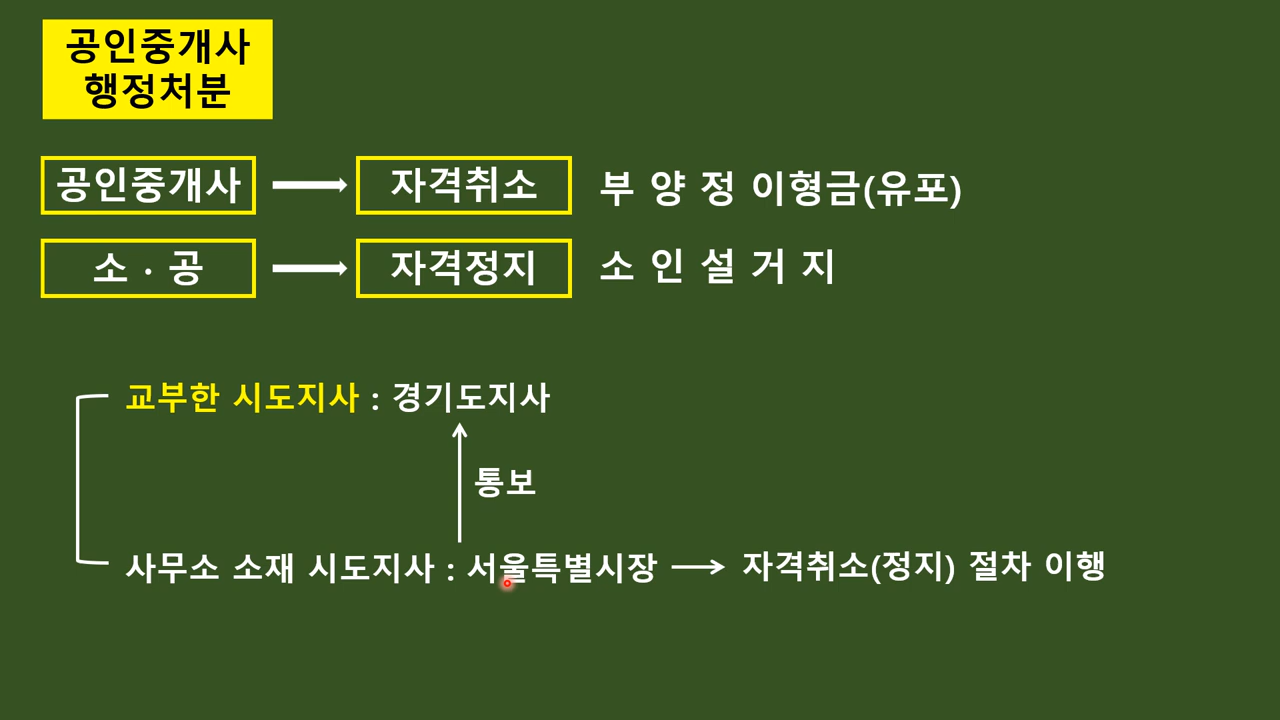 공인중개사
행정처분
공인중개사 자격취소 부 양 정 이형금(유포)
소 · 공 자격정지 소 인 설 거 지
교부한 시도지사 : 경기도지사
통보
사무소 소재 시도지사 : 서울특별시장 자격취소(정지) 절차 이행